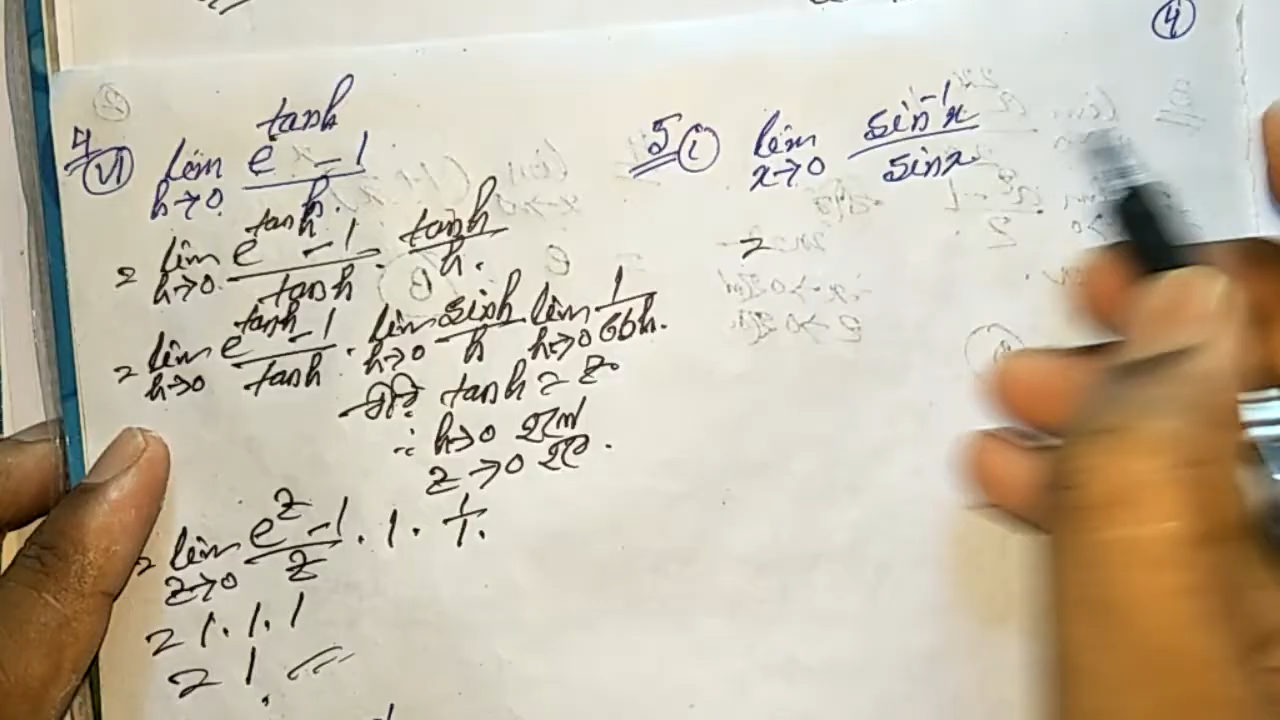 ④
4/ⓥⓘ lim h→0 e^tanh − 1 / h.
= lim h→0 e^tanh − 1 / tanh . tanh / h.
= lim h→0 e^tanh − 1 / tanh . lim h→0 sinh / h lim h→0 1 / cosh.
ধরি tanh = z
∴ h→0 হলে
z→0 হবে.
= lim z→0 e^z − 1 / z . 1 . 1/1.
= 1.1.1
= 1.
5 ⓘ lim x→0 sin⁻¹x / sinx
=